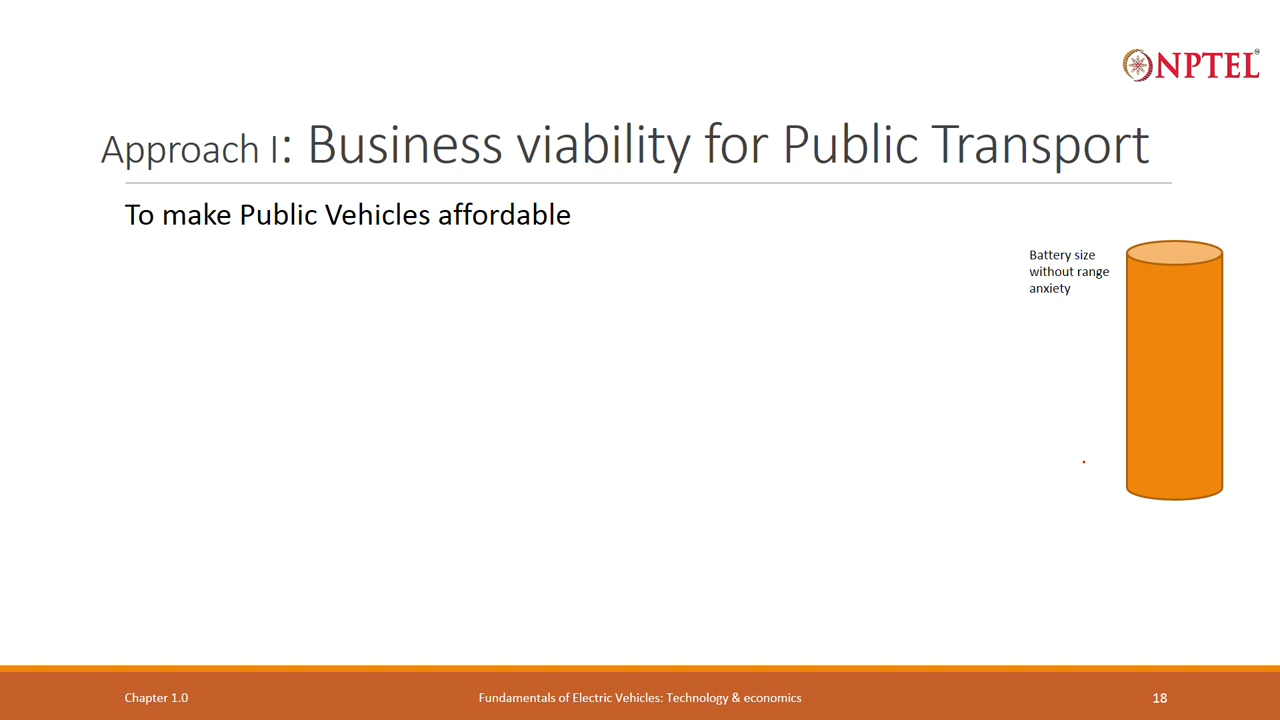 NPTEL
Approach I: Business viability for Public Transport
To make Public Vehicles affordable
Battery size
without range
anxiety
Chapter 1.0
Fundamentals of Electric Vehicles: Technology & economics
18